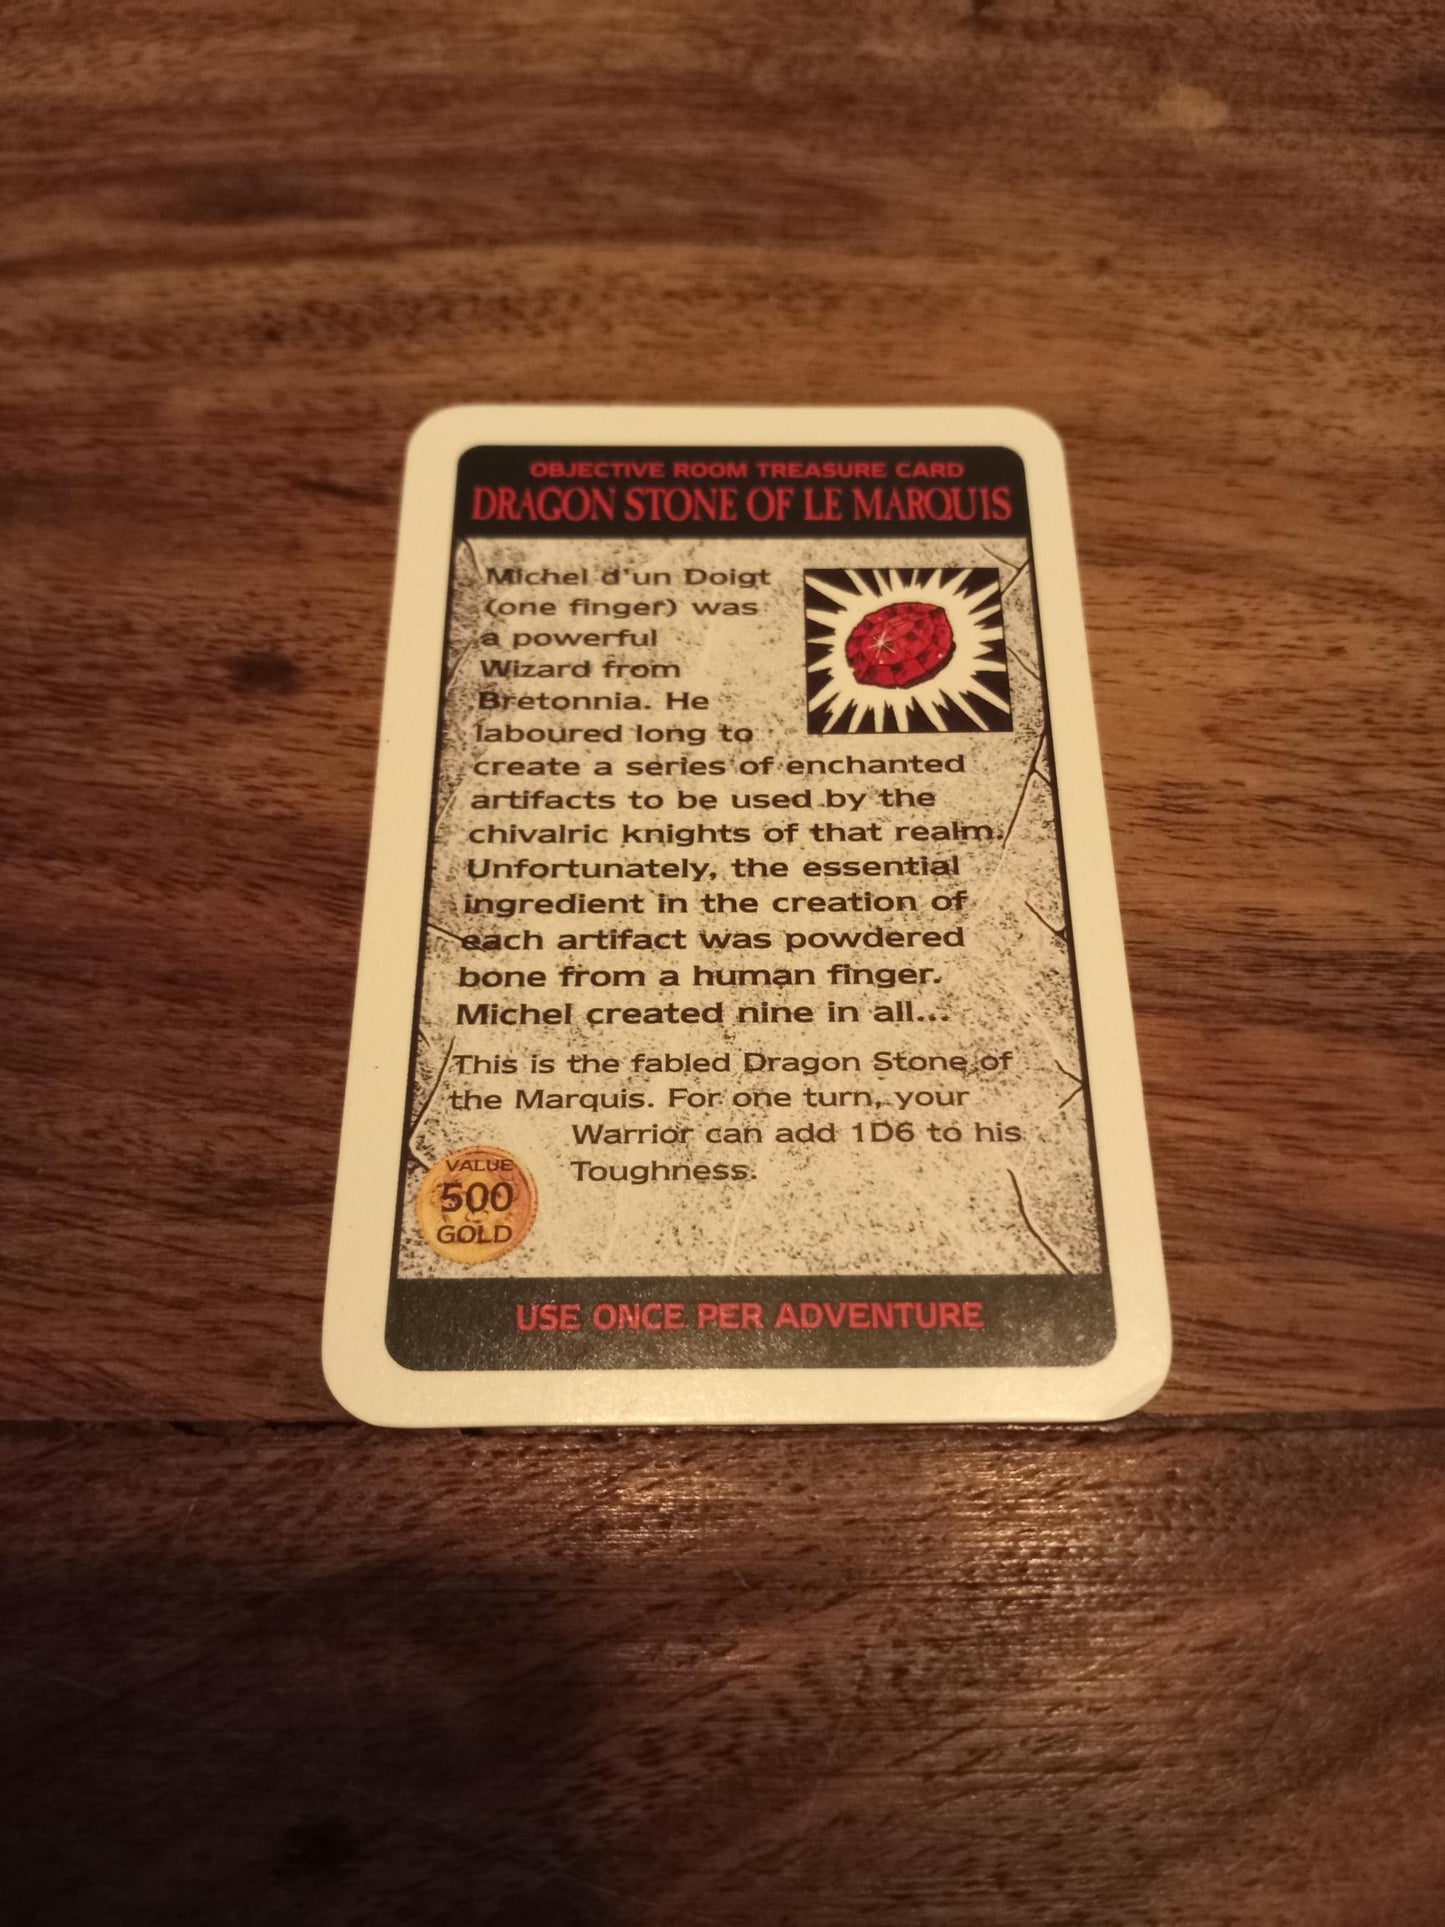 OBJECTIVE ROOM TREASURE CARD
DRAGON STONE OF LE MARQUIS
Michel d'un Doigt
(one finger) was
a powerful
Wizard from
Bretonnia. He
laboured long to
create a series of enchanted
artifacts to be used by the
chivalric knights of that realm.
Unfortunately, the essential
ingredient in the creation of
each artifact was powdered
bone from a human finger.
Michel created nine in all...
This is the fabled Dragon Stone of
the Marquis. For one turn, your
Warrior can add 1D6 to his
Toughness.
VALUE
500
GOLD
USE ONCE PER ADVENTURE